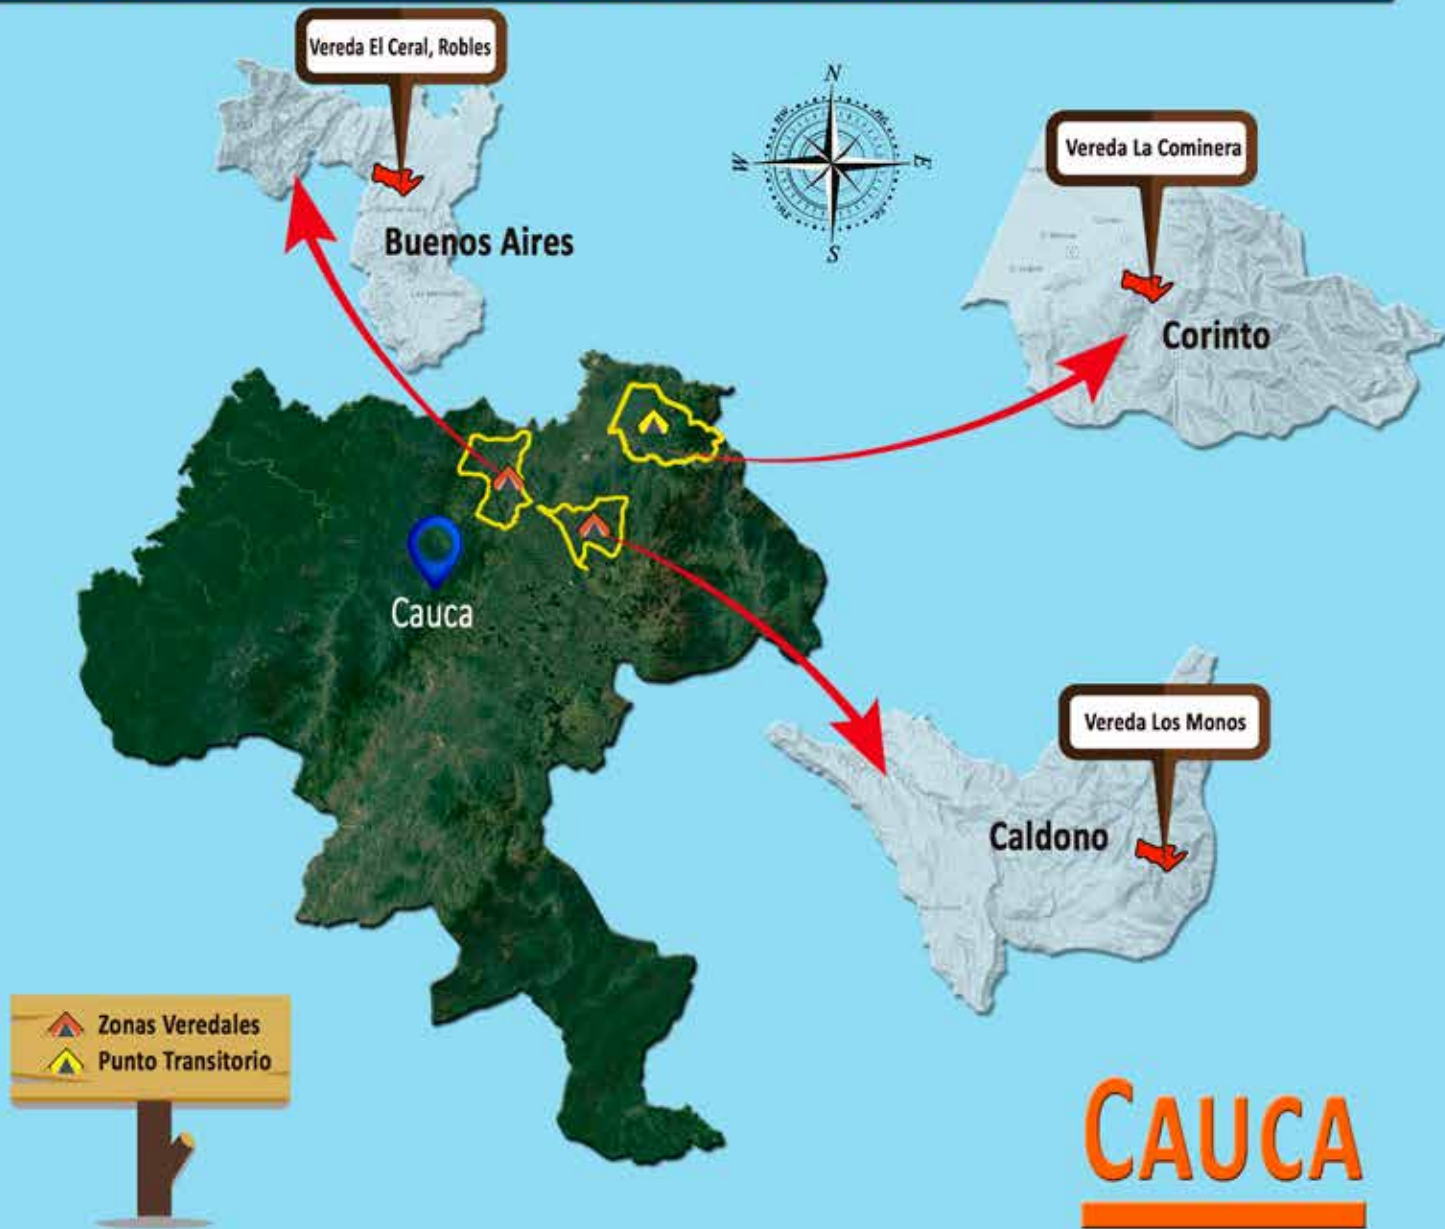 Vereda El Ceral, Robles
N
W
E
S
Vereda La Cominera
Buenos Aires
Corinto
Cauca
Vereda Los Monos
Caldono
Zonas Veredales
Punto Transitorio
CAUCA